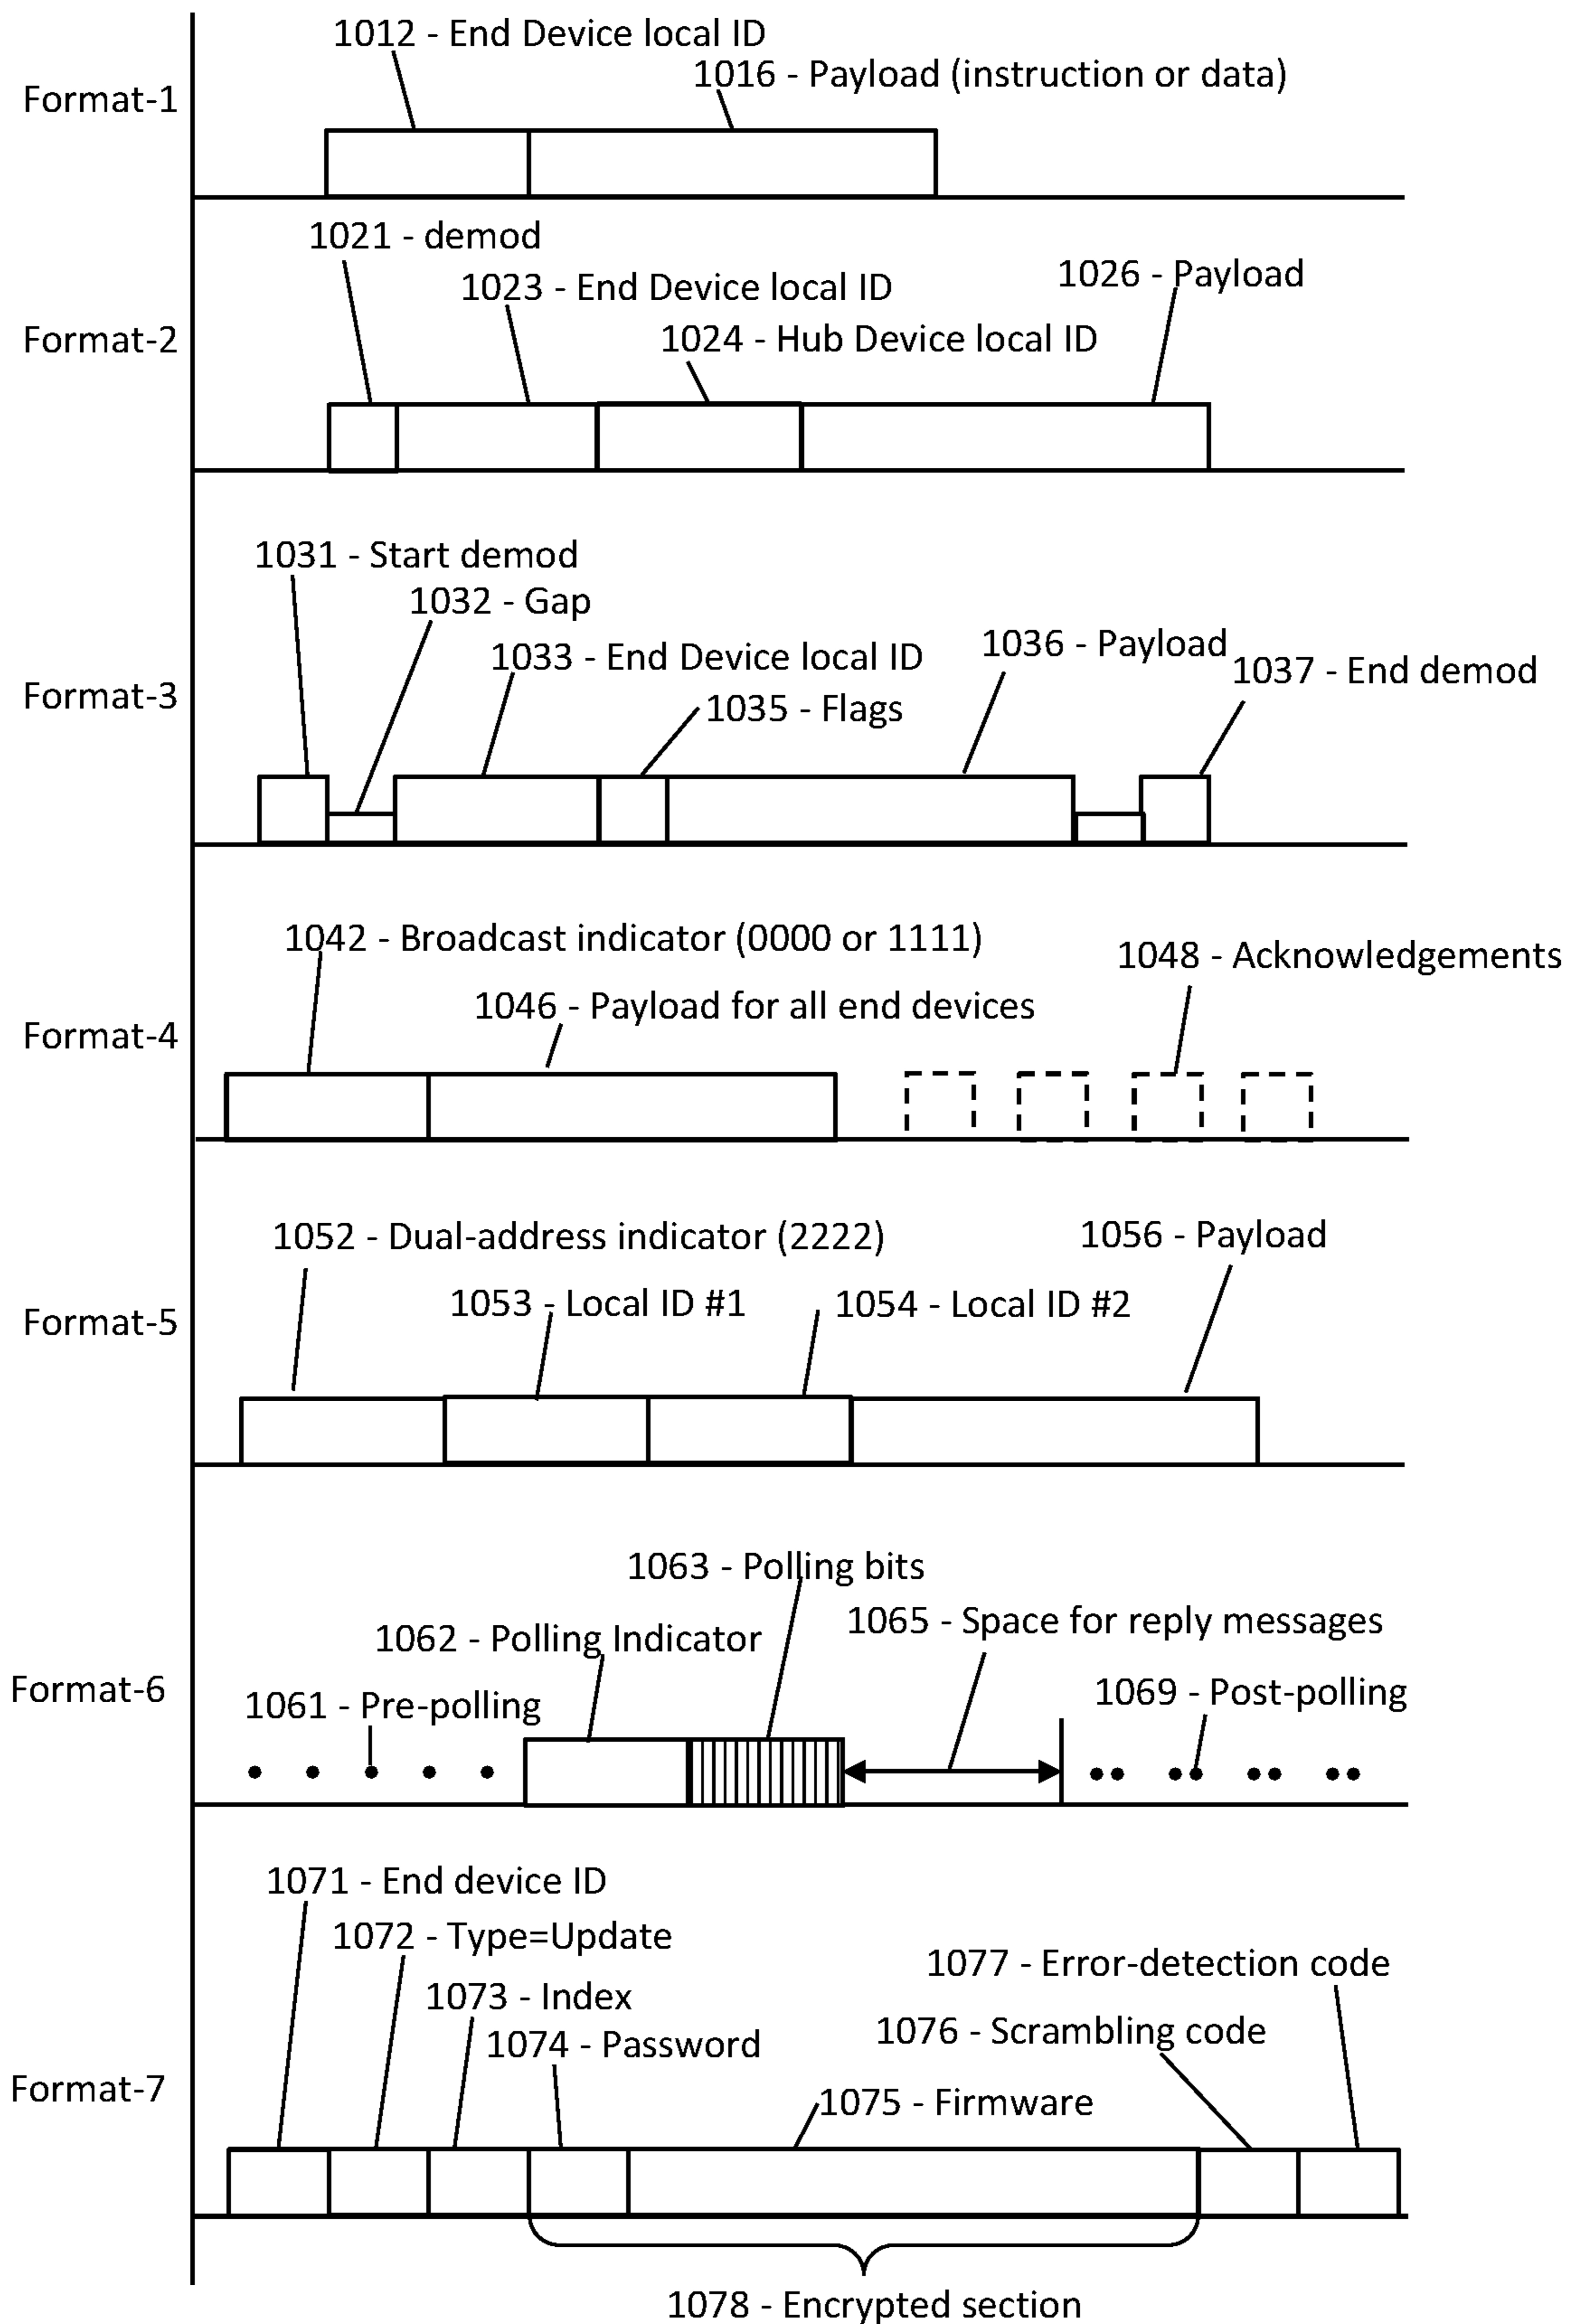 1012 - End Device local ID
1016 - Payload (instruction or data)
Format-1
1021 - demod
1023 - End Device local ID
1026 - Payload
1024 - Hub Device local ID
Format-2
1031 - Start demod
1032 - Gap
1033 - End Device local ID
1036 - Payload
1037 - End demod
1035 - Flags
Format-3
1042 - Broadcast indicator (0000 or 1111)
1048 - Acknowledgements
1046 - Payload for all end devices
Format-4
1052 - Dual-address indicator (2222)
1056 - Payload
1053 - Local ID #1
1054 - Local ID #2
Format-5
1063 - Polling bits
1065 - Space for reply messages
1062 - Polling Indicator
Format-6
1061 - Pre-polling
1069 - Post-polling
1071 - End device ID
1072 - Type=Update
1077 - Error-detection code
1073 - Index
1076 - Scrambling code
1074 - Password
Format-7
1075 - Firmware
1078 - Encrypted section